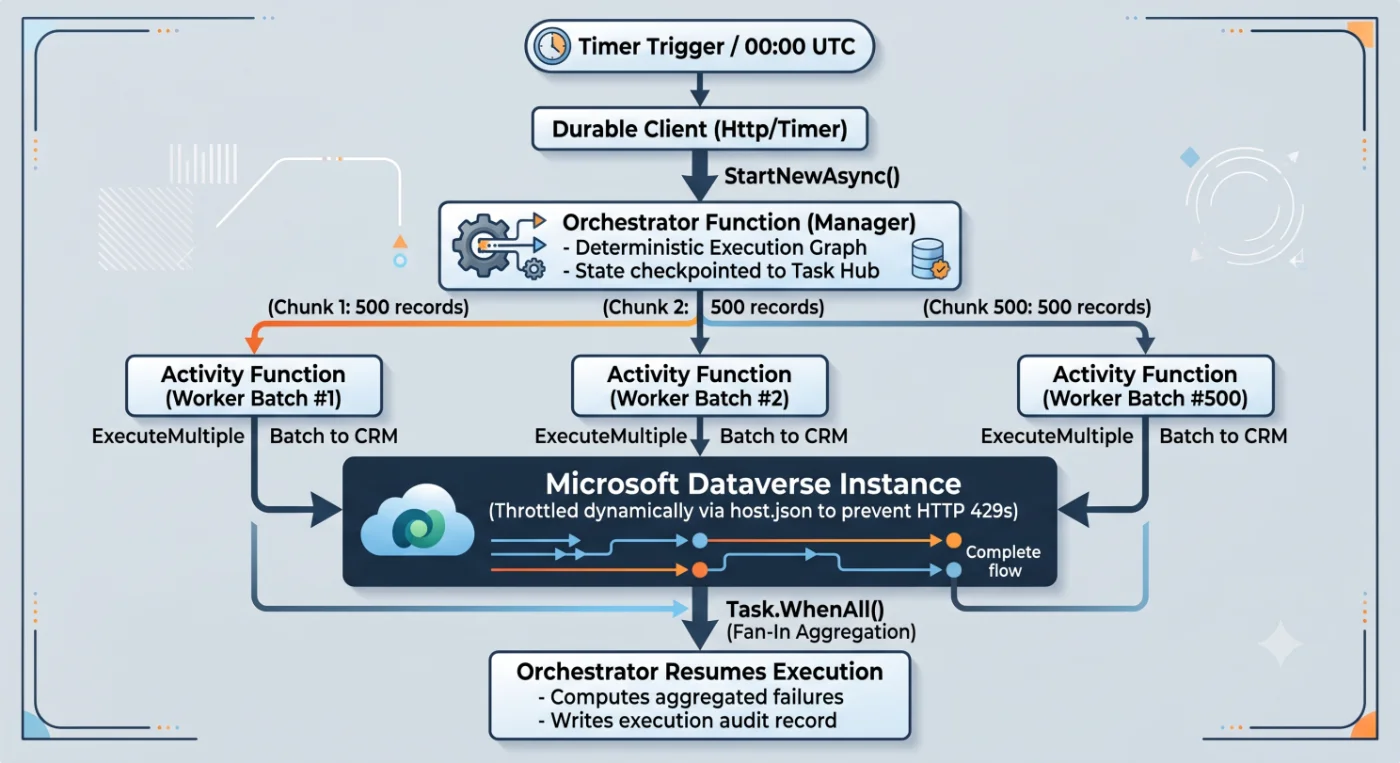 Timer Trigger / 00:00 UTC
Durable Client (Http/Timer)
StartNewAsync()
Orchestrator Function (Manager)
- Deterministic Execution Graph
- State checkpointed to Task Hub
(Chunk 1: 500 records)
(Chunk 2: 500 records)
(Chunk 500: 500 records)
Activity Function
(Worker Batch #1)
Activity Function
(Worker Batch #2)
Activity Function
(Worker Batch #500)
ExecuteMultiple Batch to CRM
ExecuteMultiple Batch to CRM
ExecuteMultiple Batch to CRM
Microsoft Dataverse Instance
(Throttled dynamically via host.json to prevent HTTP 429s)
Complete
flow
Task.WhenAll()
(Fan-In Aggregation)
Orchestrator Resumes Execution
- Computes aggregated failures
- Writes execution audit record